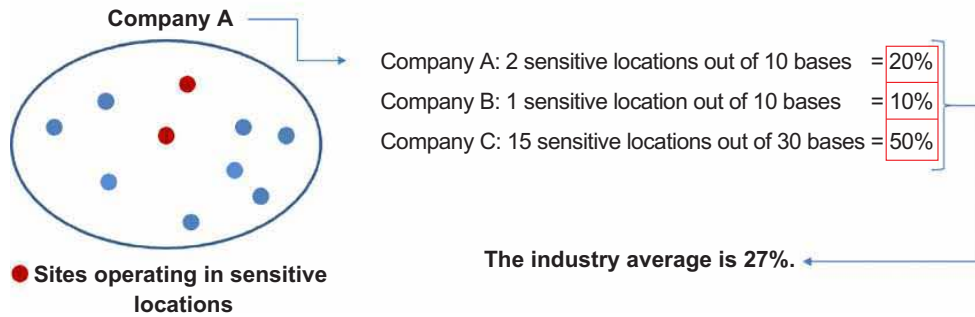 Company A
Company A: 2 sensitive locations out of 10 bases = 20%
Company B: 1 sensitive location out of 10 bases = 10%
Company C: 15 sensitive locations out of 30 bases = 50%
Sites operating in sensitive
locations
The industry average is 27%.